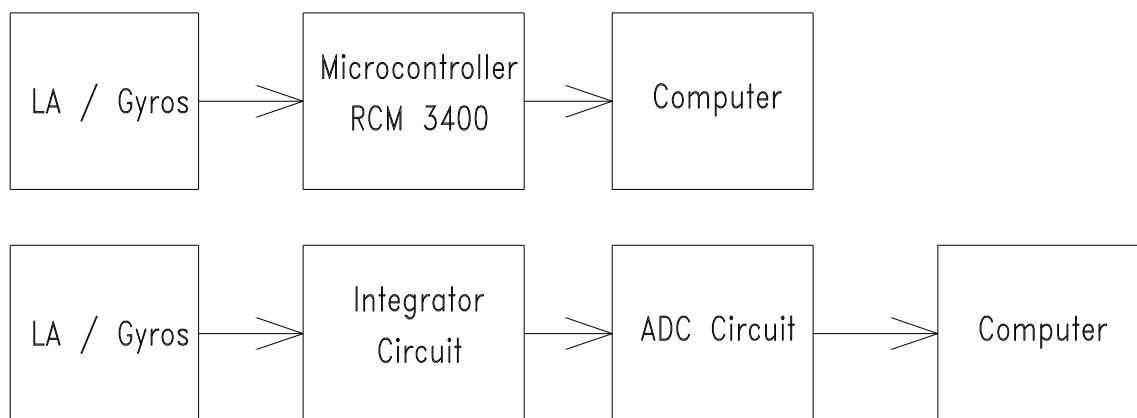 LA / Gyros
Microcontroller
RCM 3400
Computer
LA / Gyros
Integrator
Circuit
ADC Circuit
Computer